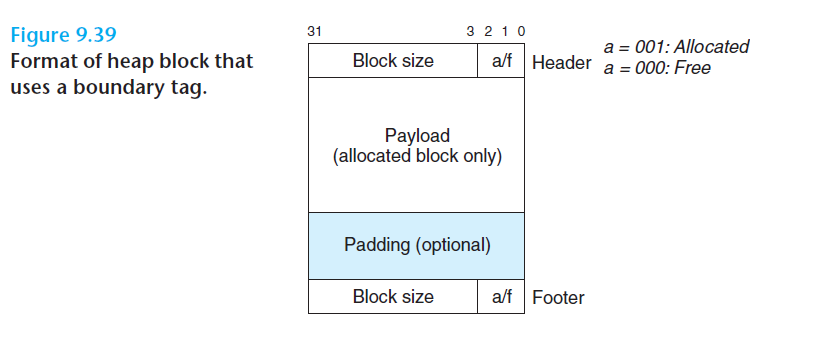 Figure 9.39
Format of heap block that
uses a boundary tag.
31 3 2 1 0
Block size a/f Header
a = 001: Allocated
a = 000: Free
Payload
(allocated block only)
Padding (optional)
Block size a/f Footer